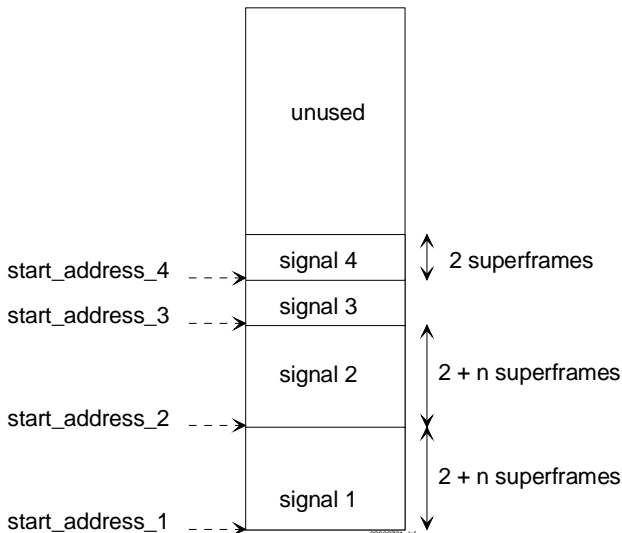 unused
signal 4
2 superframes
start_address_4
signal 3
start_address_3
signal 2
2 + n superframes
start_address_2
signal 1
2 + n superframes
start_address_1